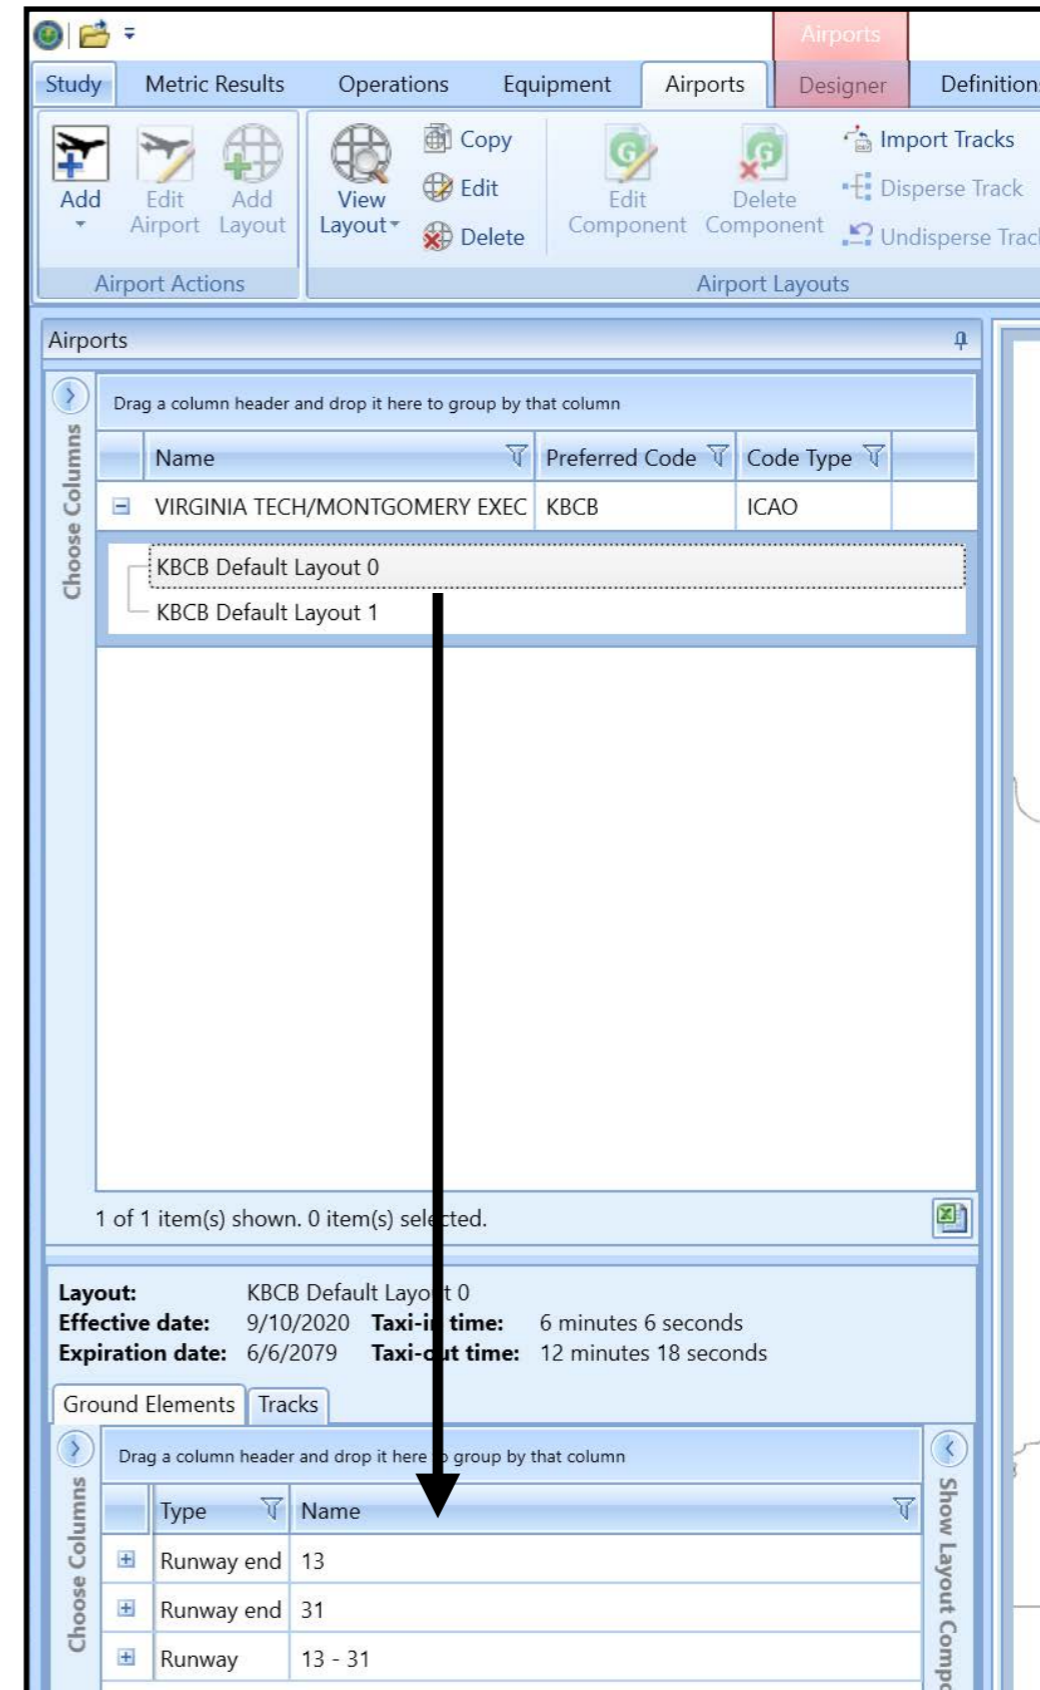 Airports
Study Metric Results Operations Equipment Airports Designer Definition
Add Edit Airport Add Layout View Layout Copy Edit Delete Edit Component Delete Component Import Tracks Disperse Track Undisperse Trac
Airport Actions Airport Layouts
Airports
Choose Columns
Drag a column header and drop it here to group by that column
Name Preferred Code Code Type
VIRGINIA TECH/MONTGOMERY EXEC KBCB ICAO
KBCB Default Layout 0
KBCB Default Layout 1
1 of 1 item(s) shown. 0 item(s) selected.
Layout: KBCB Default Layout 0
Effective date: 9/10/2020 Taxi-in time: 6 minutes 6 seconds
Expiration date: 6/6/2079 Taxi-out time: 12 minutes 18 seconds
Ground Elements Tracks
Choose Columns
Drag a column header and drop it here to group by that column
Show Layout Compo
Type Name
Runway end 13
Runway end 31
Runway 13 - 31